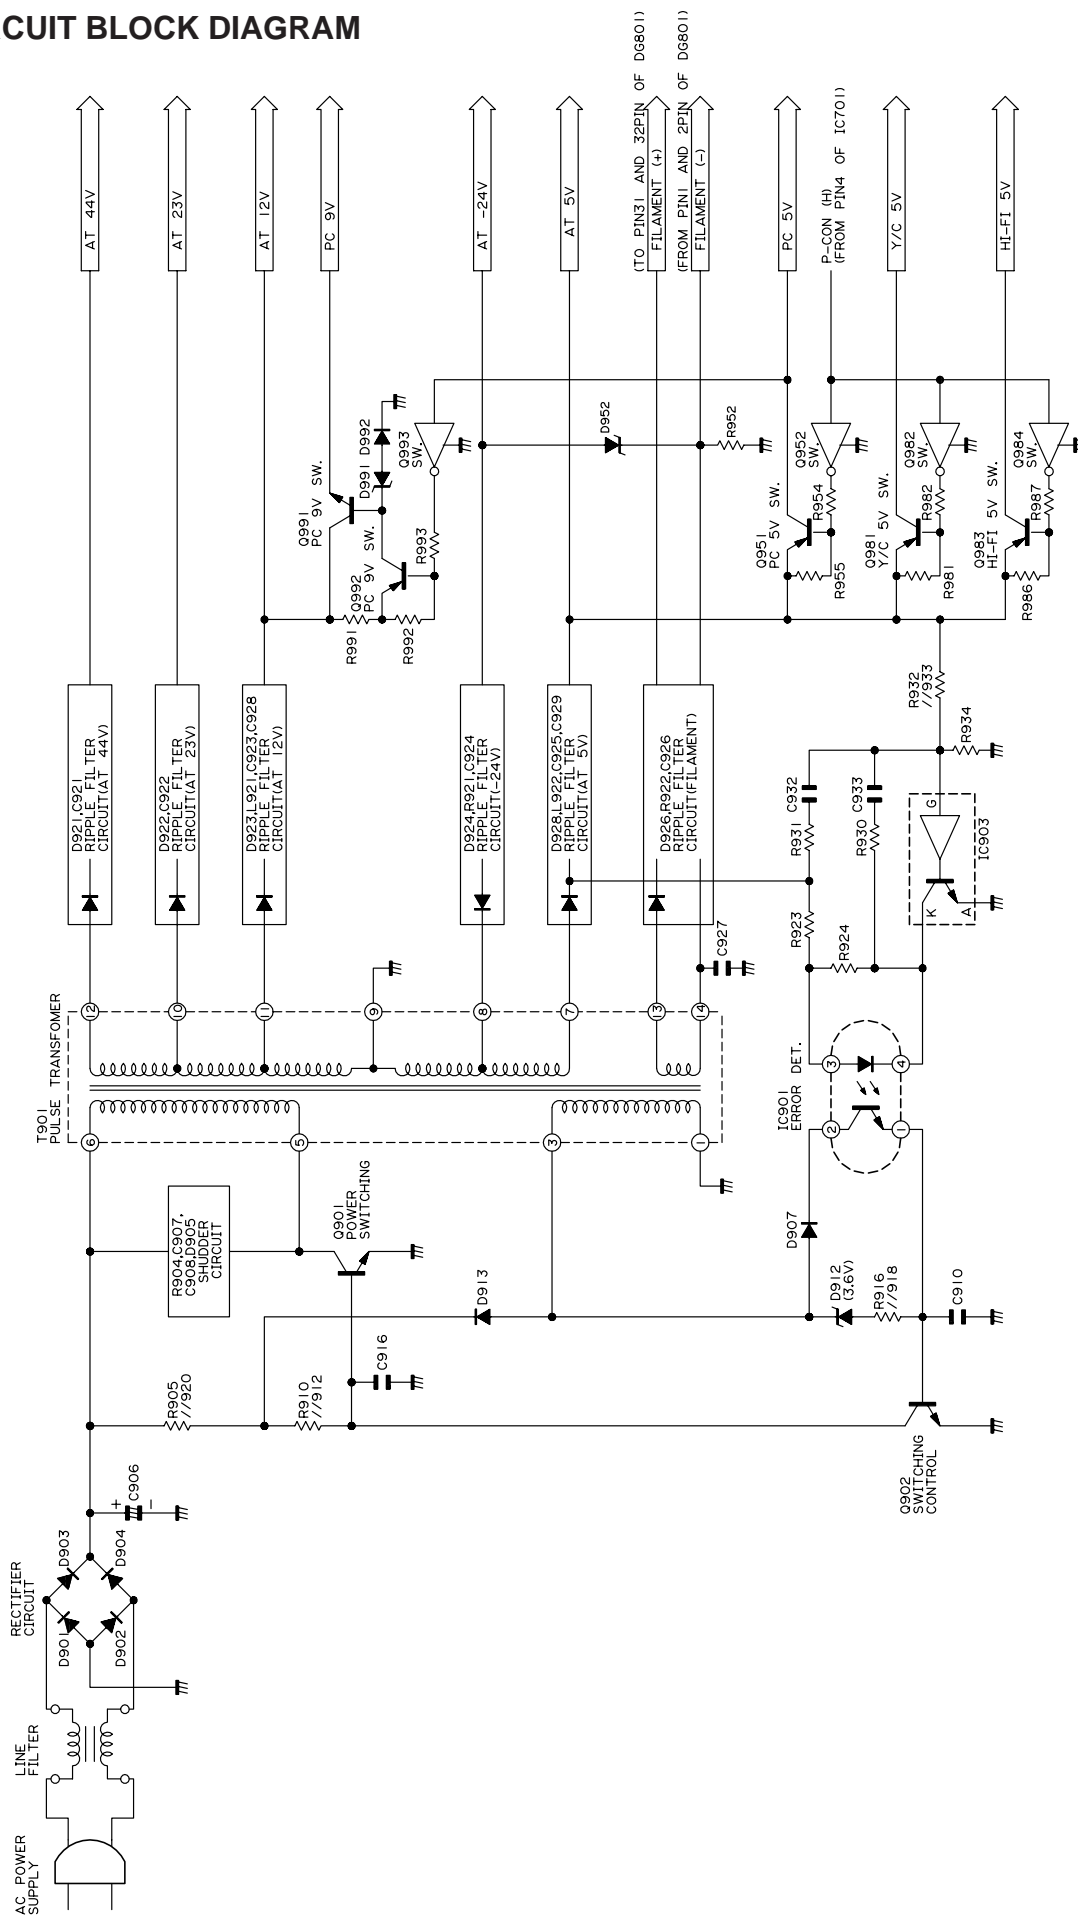 CUIT BLOCK DIAGRAM
AC POWER
SUPPLY
LINE
FILTER
RECTIFIER
CIRCUIT
D901
D902
D903
D904
+
C906
–
R905
//920
R910
//912
C916
D913
R904,C907,
C908,D905
SHUDDER
CIRCUIT
Q901
POWER
SWITCHING
Q902
SWITCHING
CONTROL
D907
D912
(3.6V)
R916
//918
C910
T901
PULSE TRANSFOMER
6
5
3
1
12
10
11
9
8
7
13
14
IC901
ERROR DET.
2
1
3
4
C927
R923
R924
R931
C932
R930
C933
G
K
A
IC903
R934
R932
//933
D921,C921
RIPPLE FILTER
CIRCUIT(AT 44V)
D922,C922
RIPPLE FILTER
CIRCUIT(AT 23V)
D923,L921,C923,C928
RIPPLE FILTER
CIRCUIT(AT 12V)
D924,R921,C924
RIPPLE FILTER
CIRCUIT(-24V)
D928,L922,C925,C929
RIPPLE FILTER
CIRCUIT(AT 5V)
D926,R922,C926
RIPPLE FILTER
CIRCUIT(FILAMENT)
R991
R992
Q992
PC 9V SW.
Q991
PC 9V SW.
R993
D991
D992
Q993
SW.
D952
R952
Q951
PC 5V SW.
R955
R954
Q952
SW.
Q981
Y/C 5V SW.
R981
R982
Q982
SW.
Q983
HI-FI 5V SW.
R986
R987
Q984
SW.
AT 44V
AT 23V
AT 12V
PC 9V
AT -24V
AT 5V
(TO PIN31 AND 32PIN OF DG801)
FILAMENT (+)
(FROM PIN1 AND 2PIN OF DG801)
FILAMENT (-)
PC 5V
P-CON (H)
(FROM PIN4 OF IC701)
Y/C 5V
HI-FI 5V